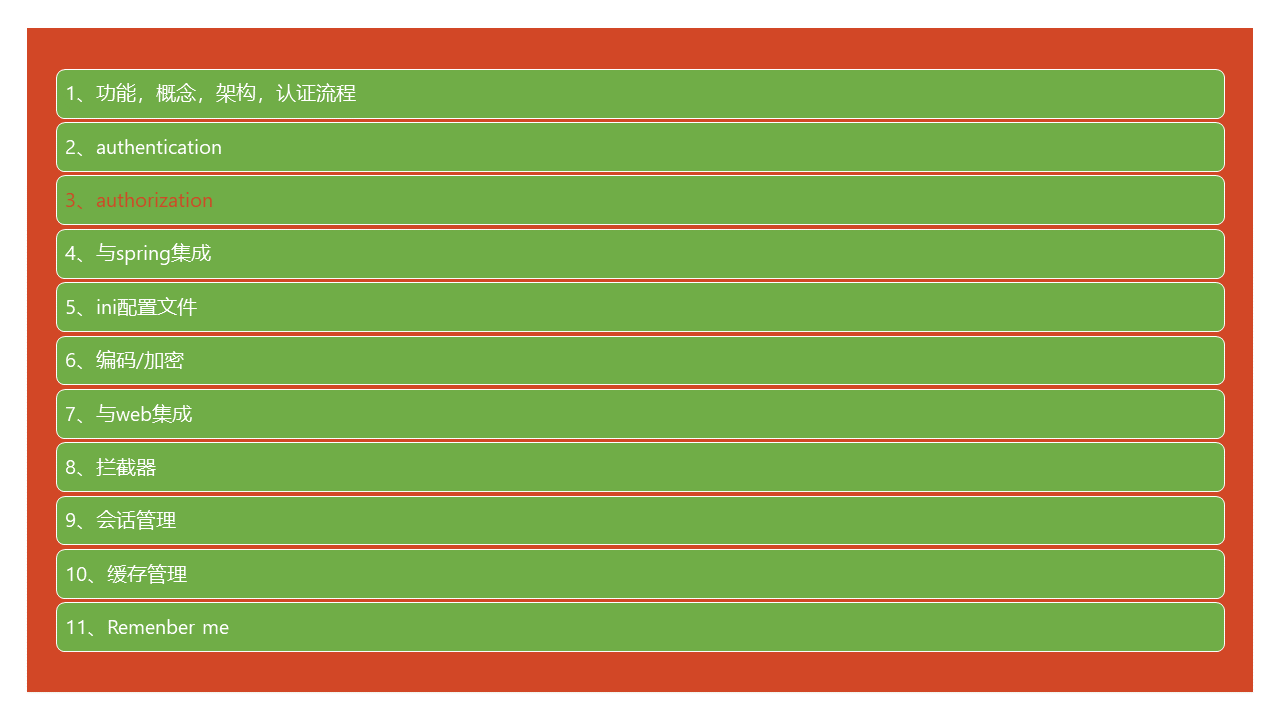 1、功能，概念，架构，认证流程
2、authentication
3、authorization
4、与spring集成
5、ini配置文件
6、编码/加密
7、与web集成
8、拦截器
9、会话管理
10、缓存管理
11、Remenber me